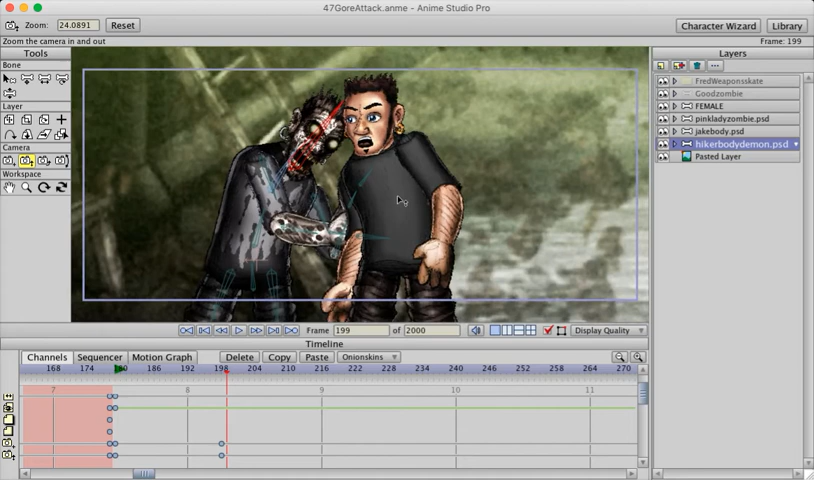 47GoreAttack.anme - Anime Studio Pro
Zoom: 24.0891 Reset Character Wizard Library
Zoom the camera in and out Frame: 199
Tools Layers
Bone
Layer
Camera
Workspace
FredWeaponsskate
Goodzombie
FEMALE
pinkladyzombie.psd
jakebody.psd
hikerbodydemon.psd
Pasted Layer
Frame 199 of 2000 Display Quality
Timeline
Channels Sequencer Motion Graph Delete Copy Paste Onionskins
168 186 192 198 204 210 216 222 228 234 240 246 252 258 264 270
7 8 9 10 11